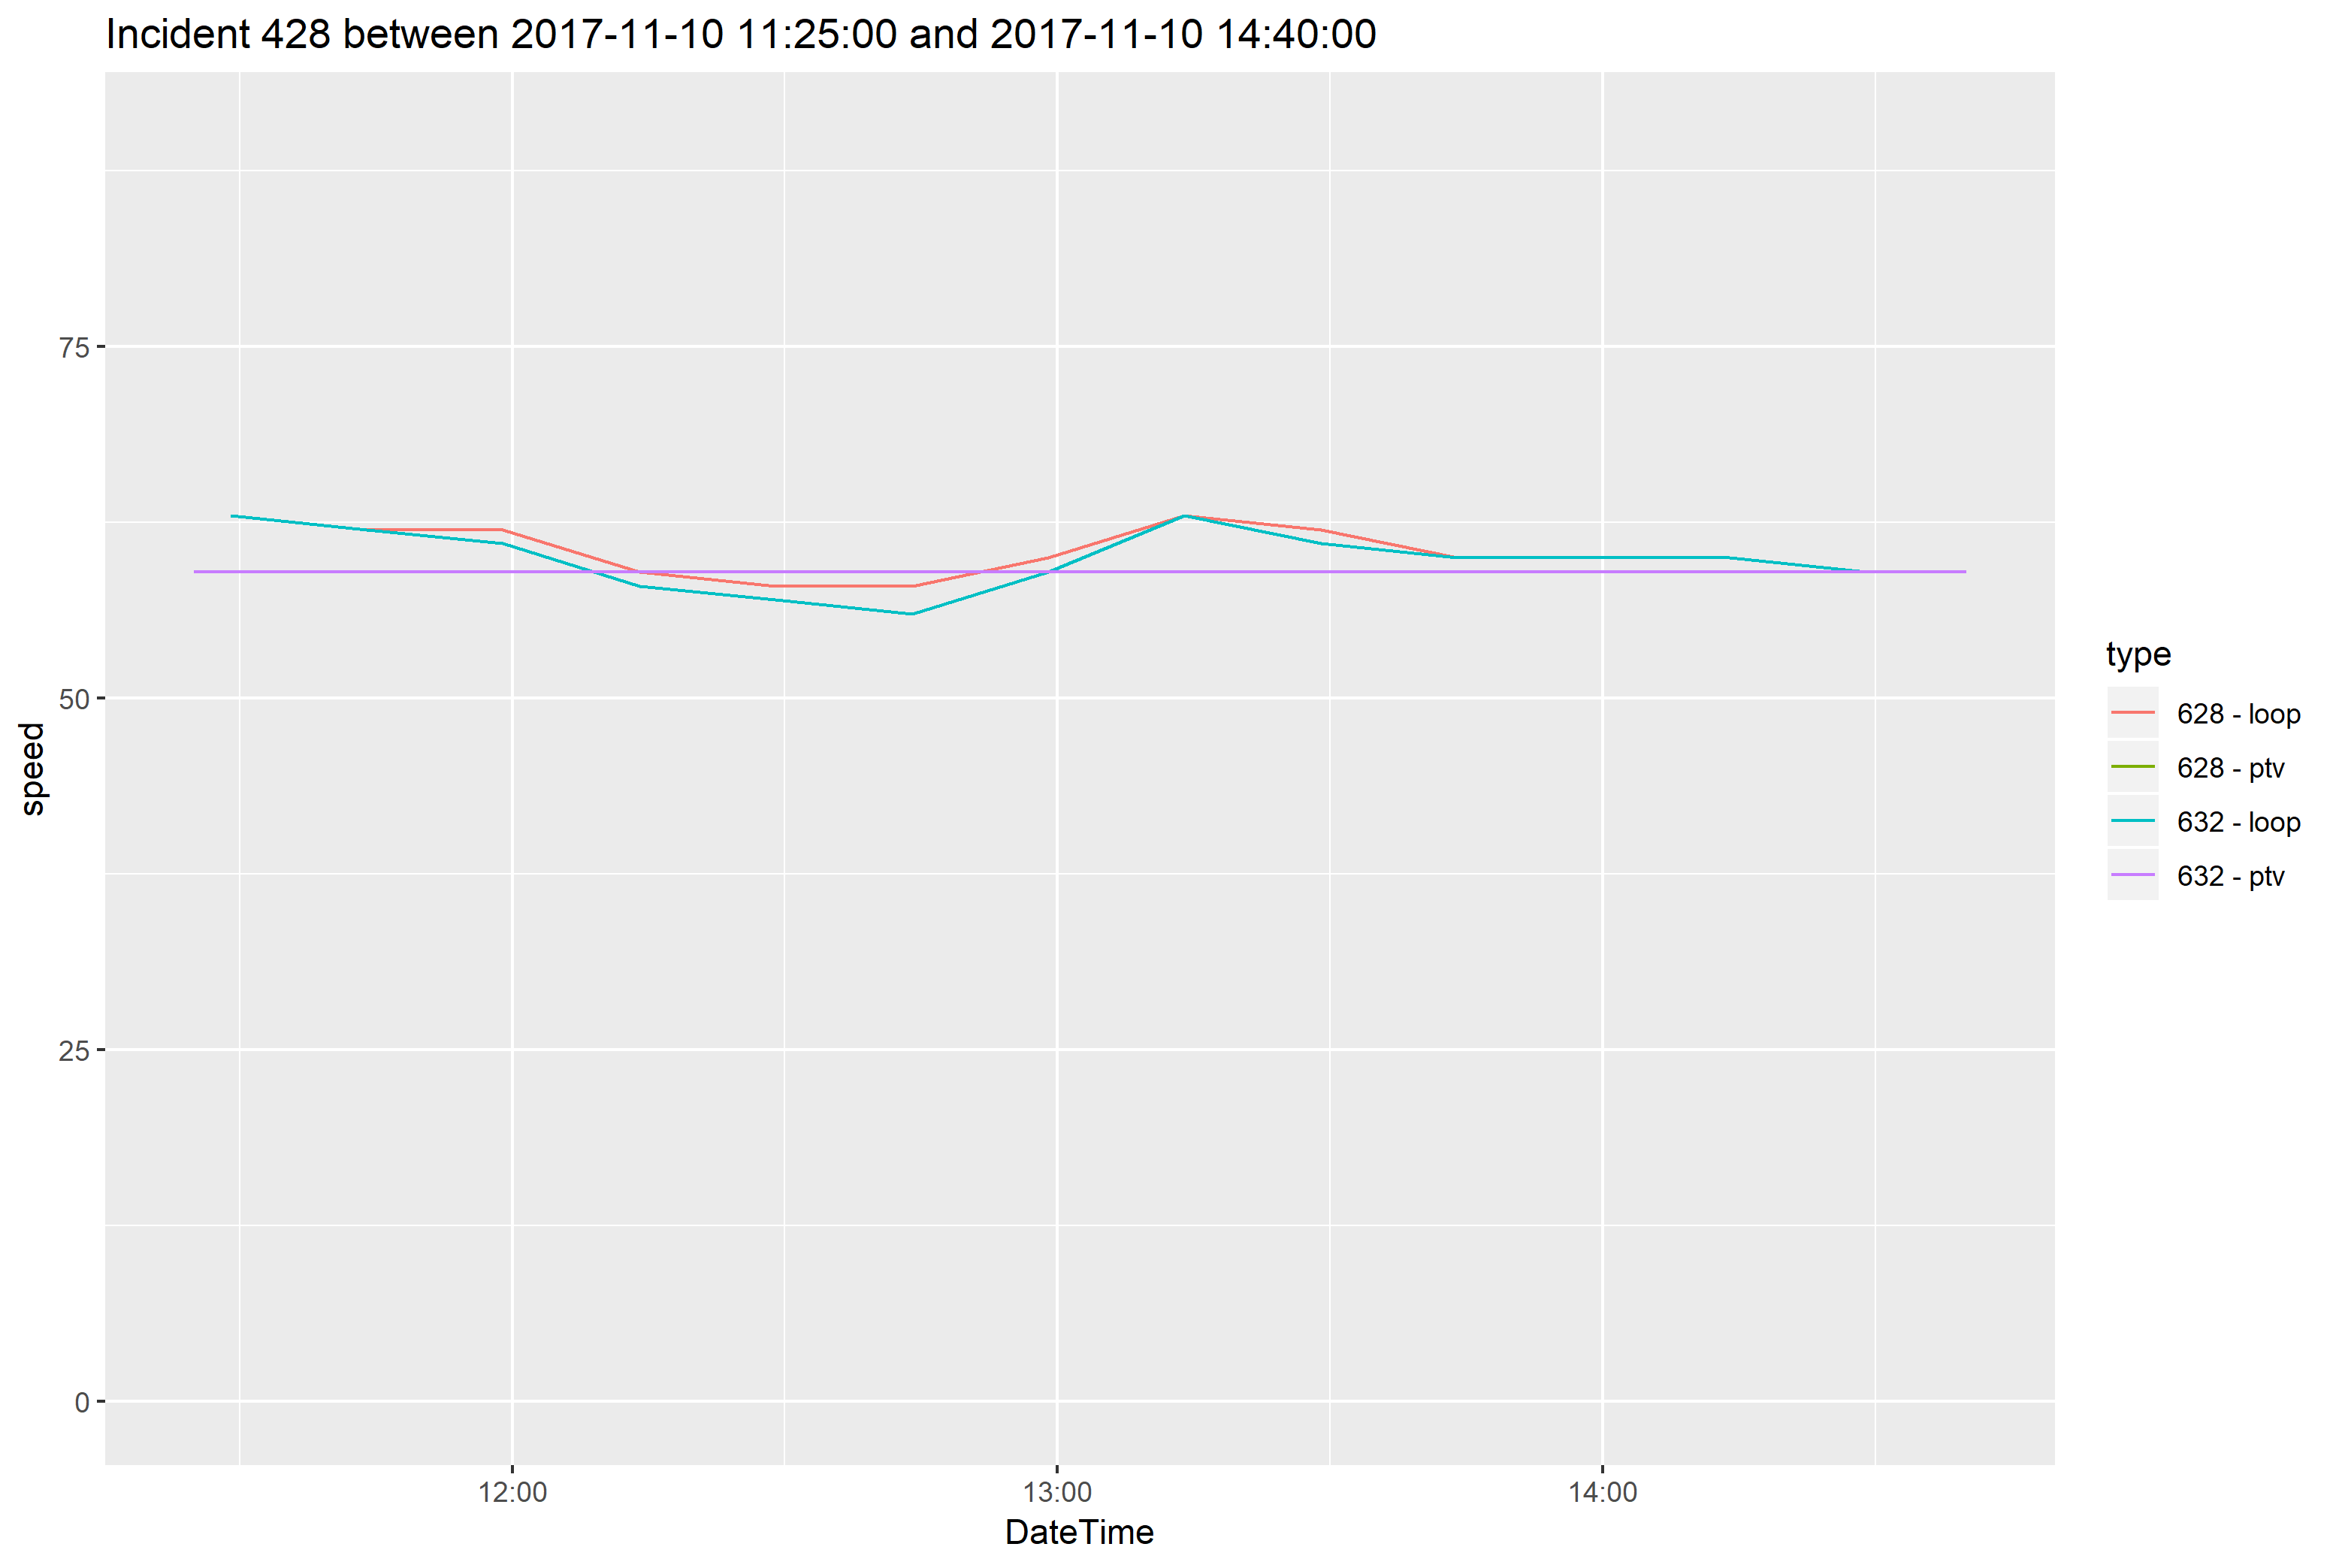 Incident 428 between 2017-11-10 11:25:00 and 2017-11-10 14:40:00
75
50
25
0
speed
12:00 13:00 14:00
DateTime
type
628 - loop
628 - ptv
632 - loop
632 - ptv